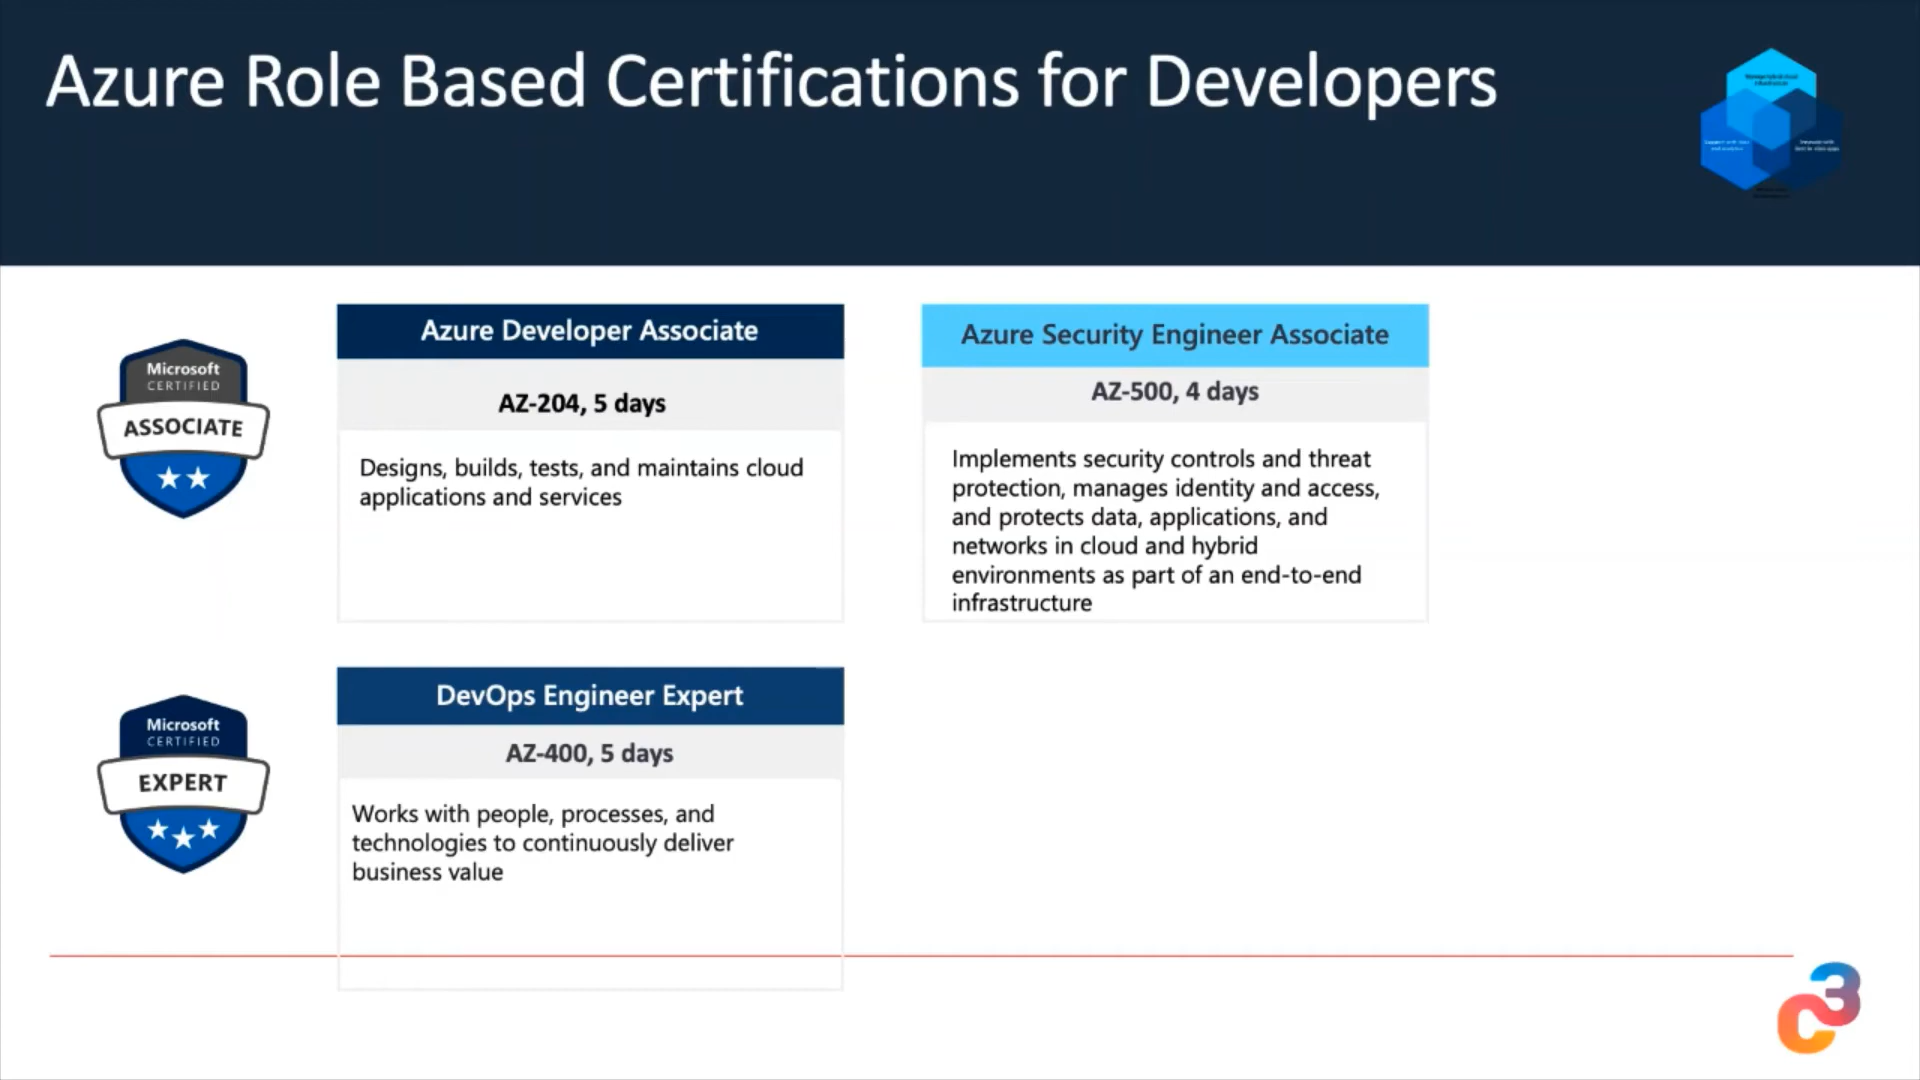 Azure Role Based Certifications for Developers
Microsoft
CERTIFIED
ASSOCIATE
Azure Developer Associate
AZ-204, 5 days
Designs, builds, tests, and maintains cloud
applications and services
Azure Security Engineer Associate
AZ-500, 4 days
Implements security controls and threat
protection, manages identity and access,
and protects data, applications, and
networks in cloud and hybrid
environments as part of an end-to-end
infrastructure
Microsoft
CERTIFIED
EXPERT
DevOps Engineer Expert
AZ-400, 5 days
Works with people, processes, and
technologies to continuously deliver
business value
c3